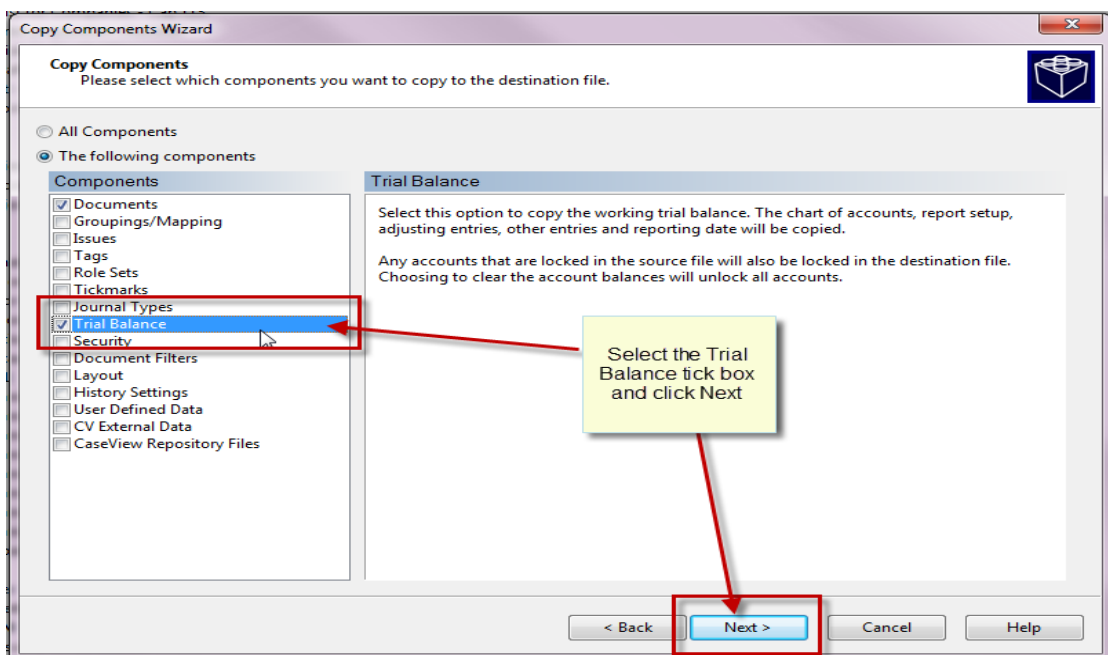 Copy Components Wizard
Copy Components
Please select which components you want to copy to the destination file.
All Components
The following components
Components
Documents
Groupings/Mapping
Issues
Tags
Role Sets
Tickmarks
Journal Types
Trial Balance
Security
Document Filters
Layout
History Settings
User Defined Data
CV External Data
CaseView Repository Files
Trial Balance
Select this option to copy the working trial balance. The chart of accounts, report setup,
adjusting entries, other entries and reporting date will be copied.
Any accounts that are locked in the source file will also be locked in the destination file.
Choosing to clear the account balances will unlock all accounts.
Select the Trial
Balance tick box
and click Next
< Back
Next >
Cancel
Help